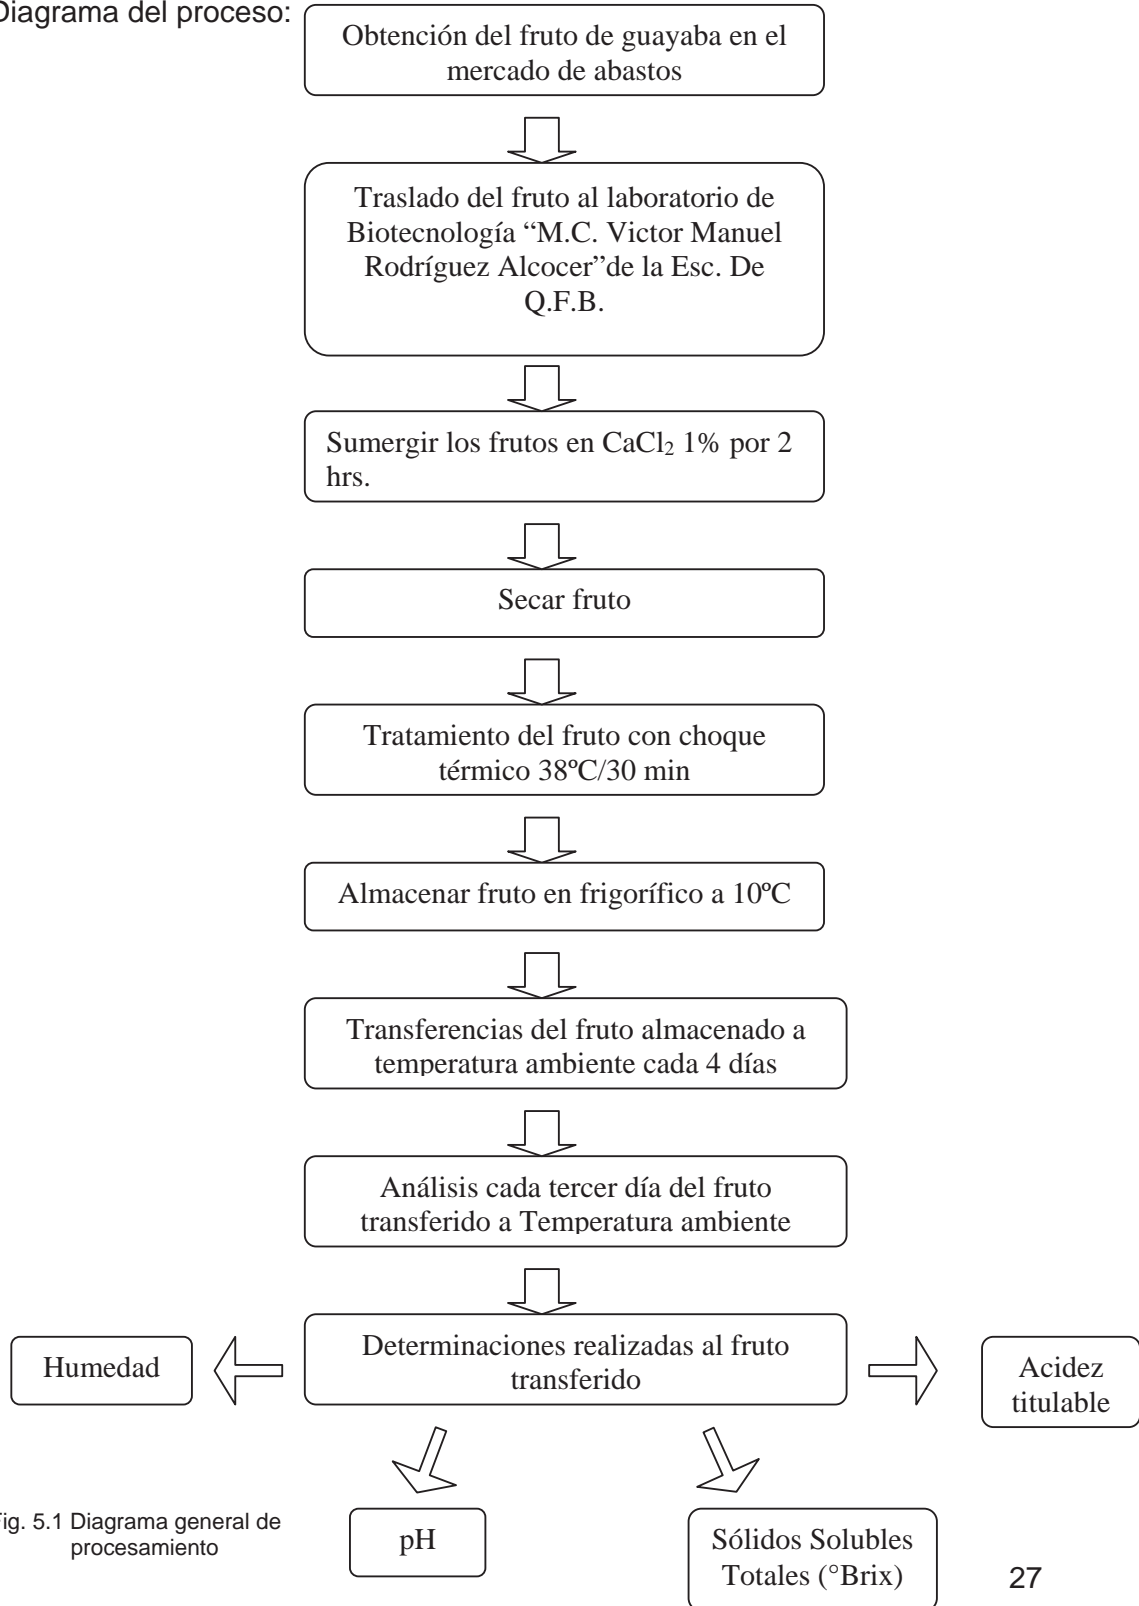 Diagrama del proceso:
Obtención del fruto de guayaba en el
mercado de abastos
Traslado del fruto al laboratorio de
Biotecnología “M.C. Victor Manuel
Rodríguez Alcocer”de la Esc. De
Q.F.B.
Sumergir los frutos en CaCl₂ 1% por 2
hrs.
Secar fruto
Tratamiento del fruto con choque
térmico 38ºC/30 min
Almacenar fruto en frigorífico a 10ºC
Transferencias del fruto almacenado a
temperatura ambiente cada 4 días
Análisis cada tercer día del fruto
transferido a Temperatura ambiente
Determinaciones realizadas al fruto
transferido
Humedad
Acidez
titulable
pH
Sólidos Solubles
Totales (°Brix)
Fig. 5.1 Diagrama general de
procesamiento
27